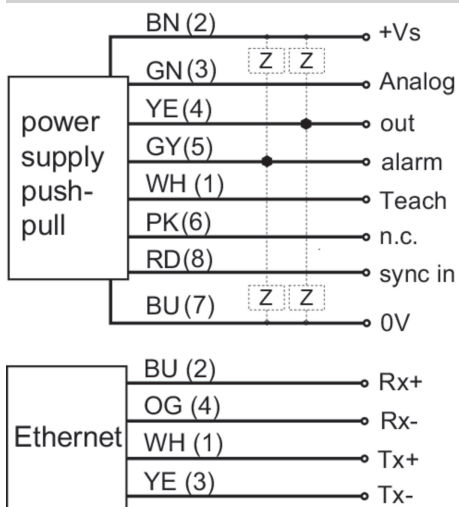 BN (2) +Vs
Z Z
GN (3) Analog
YE (4) out
GY (5) alarm
WH (1) Teach
PK (6) n.c.
RD (8) sync in
Z Z
BU (7) 0V
power
supply
push-
pull
BU (2) Rx+
OG (4) Rx-
WH (1) Tx+
YE (3) Tx-
Ethernet